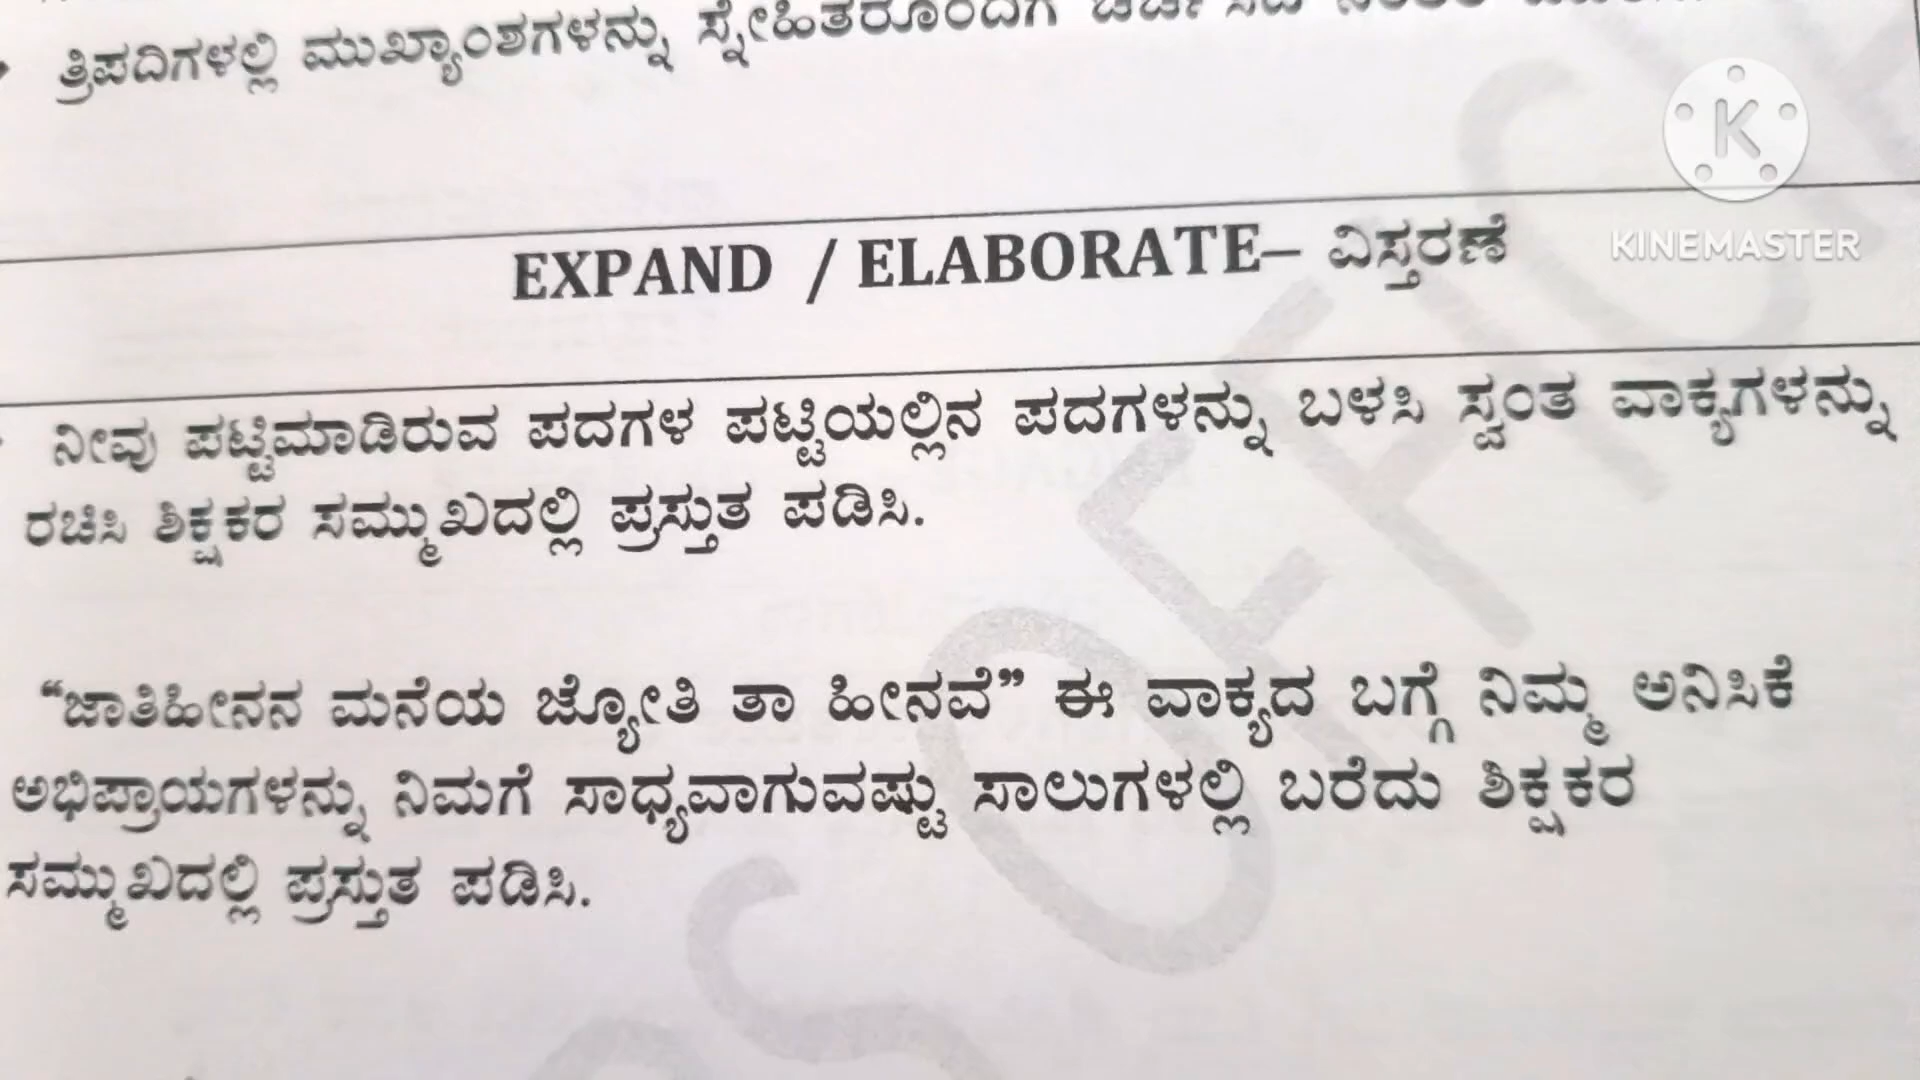 ತ್ರಿಪದಿಗಳಲ್ಲಿ ಮುಖ್ಯಾಂಶಗಳನ್ನು ಸ್ನೇಹಿತರೊಂದಿಗೆ
K
KINEMASTER
EXPAND / ELABORATE– ವಿಸ್ತರಣೆ
ನೀವು ಪಟ್ಟಿಮಾಡಿರುವ ಪದಗಳ ಪಟ್ಟಿಯಲ್ಲಿನ ಪದಗಳನ್ನು ಬಳಸಿ ಸ್ವಂತ ವಾಕ್ಯಗಳನ್ನು
ರಚಿಸಿ ಶಿಕ್ಷಕರ ಸಮ್ಮುಖದಲ್ಲಿ ಪ್ರಸ್ತುತ ಪಡಿಸಿ.
“ಜಾತಿಹೀನನ ಮನೆಯ ಜ್ಯೋತಿ ತಾ ಹೀನವೆ” ಈ ವಾಕ್ಯದ ಬಗ್ಗೆ ನಿಮ್ಮ ಅನಿಸಿಕೆ
ಅಭಿಪ್ರಾಯಗಳನ್ನು ನಿಮಗೆ ಸಾಧ್ಯವಾಗುವಷ್ಟು ಸಾಲುಗಳಲ್ಲಿ ಬರೆದು ಶಿಕ್ಷಕರ
ಸಮ್ಮುಖದಲ್ಲಿ ಪ್ರಸ್ತುತ ಪಡಿಸಿ.